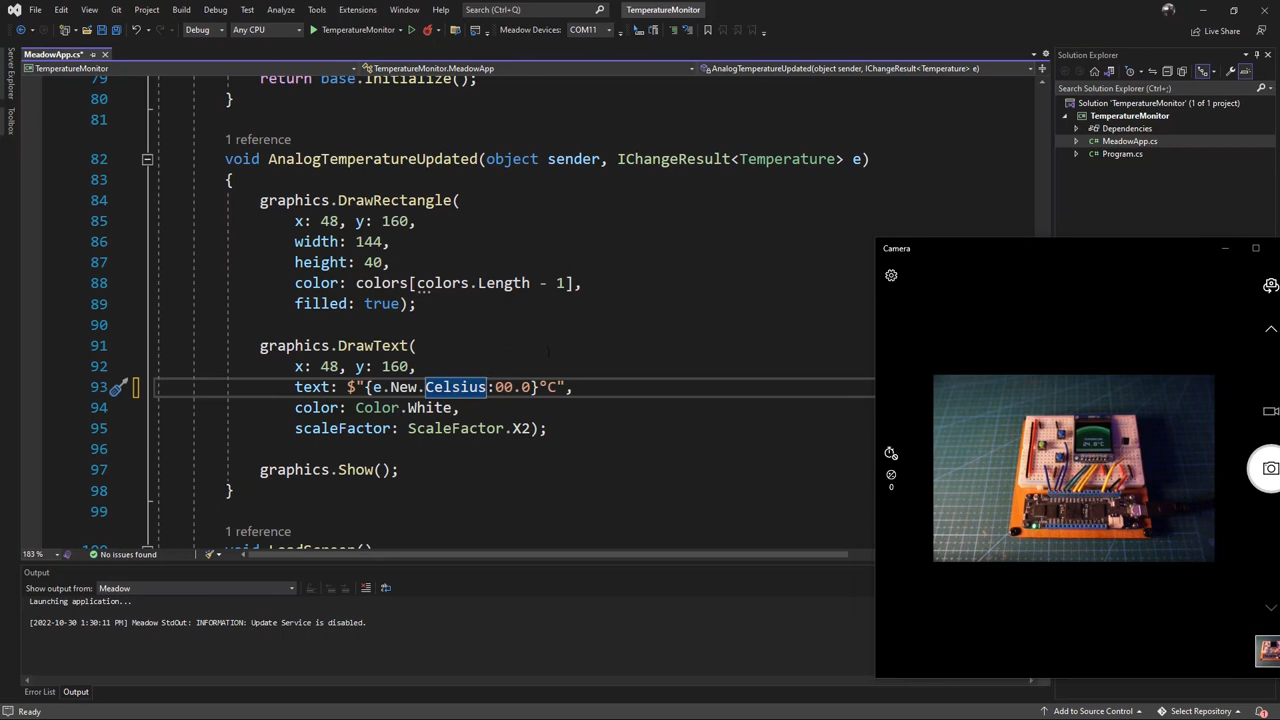 File Edit View Git Project Build Debug Test Analyze Tools Extensions Window Help Search (Ctrl+Q) TemperatureMonitor
Debug Any CPU TemperatureMonitor Meadow Devices: COM11 Live Share
MeadowApp.cs*
TemperatureMonitor TemperatureMonitor.MeadowApp AnalogTemperatureUpdated(object sender, IChangeResult<Temperature> e)
Server Explorer
Toolbox
79 return base.Initialize();
80 }
81
1 reference
82 void AnalogTemperatureUpdated(object sender, IChangeResult<Temperature> e)
83 {
84 graphics.DrawRectangle(
85 x: 48, y: 160,
86 width: 144,
87 height: 40,
88 color: colors[colors.Length - 1],
89 filled: true);
90
91 graphics.DrawText(
92 x: 48, y: 160,
93 text: $"{e.New.Celsius:00.0}°C",
94 color: Color.White,
95 scaleFactor: ScaleFactor.X2);
96
97 graphics.Show();
98 }
99
1 reference
100 void LoadScreen()
183 % No issues found
Output
Show output from: Meadow
Launching application...
[2022-10-30 1:30:11 PM] Meadow StdOut: INFORMATION: Update Service is disabled.
Error List Output
Ready Add to Source Control Select Repository
Solution Explorer
Search Solution Explorer (Ctrl+;)
Solution 'TemperatureMonitor' (1 of 1 project)
TemperatureMonitor
Dependencies
MeadowApp.cs
Program.cs
Camera
0